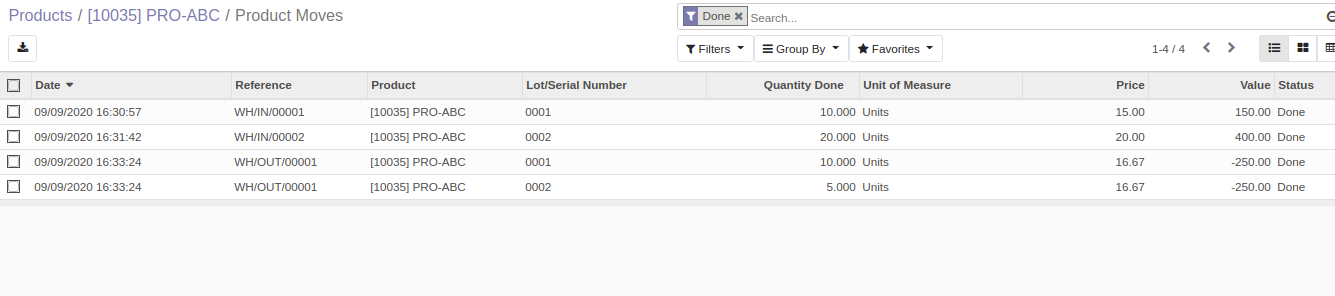 Products / [10035] PRO-ABC / Product Moves
Done Search...
Filters Group By Favorites 1-4 / 4
Date Reference Product Lot/Serial Number Quantity Done Unit of Measure Price Value Status
09/09/2020 16:30:57 WH/IN/00001 [10035] PRO-ABC 0001 10.000 Units 15.00 150.00 Done
09/09/2020 16:31:42 WH/IN/00002 [10035] PRO-ABC 0002 20.000 Units 20.00 400.00 Done
09/09/2020 16:33:24 WH/OUT/00001 [10035] PRO-ABC 0001 10.000 Units 16.67 -250.00 Done
09/09/2020 16:33:24 WH/OUT/00001 [10035] PRO-ABC 0002 5.000 Units 16.67 -250.00 Done